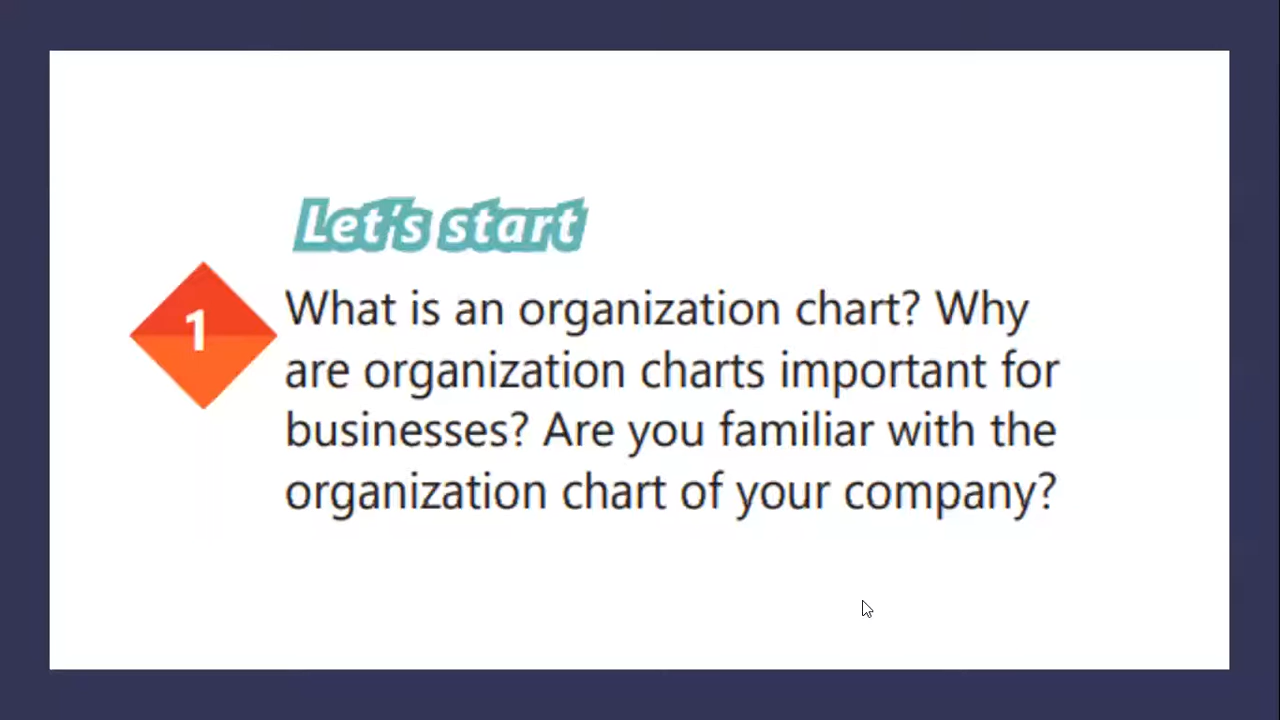 Let's start
1
What is an organization chart? Why
are organization charts important for
businesses? Are you familiar with the
organization chart of your company?